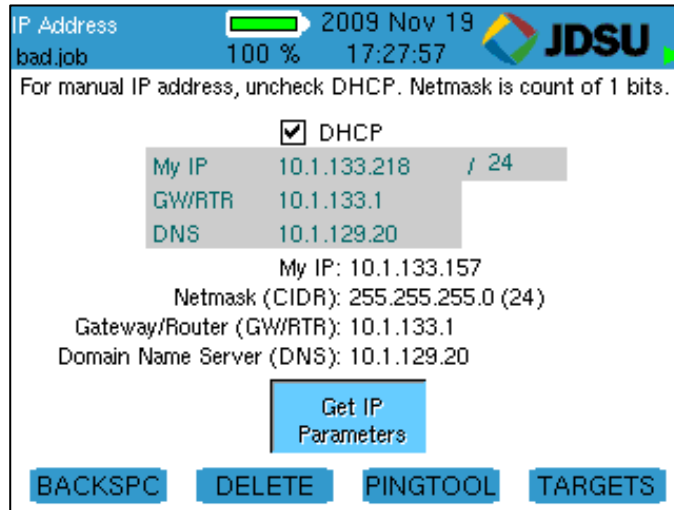 IP Address 2009 Nov 19 JDSU
bad.job 100 % 17:27:57
For manual IP address, uncheck DHCP. Netmask is count of 1 bits.
DHCP
My IP 10.1.133.218 / 24
GW/RTR 10.1.133.1
DNS 10.1.129.20
My IP: 10.1.133.157
Netmask (CIDR): 255.255.255.0 (24)
Gateway/Router (GW/RTR): 10.1.133.1
Domain Name Server (DNS): 10.1.129.20
Get IP
Parameters
BACKSPC DELETE PINGTOOL TARGETS